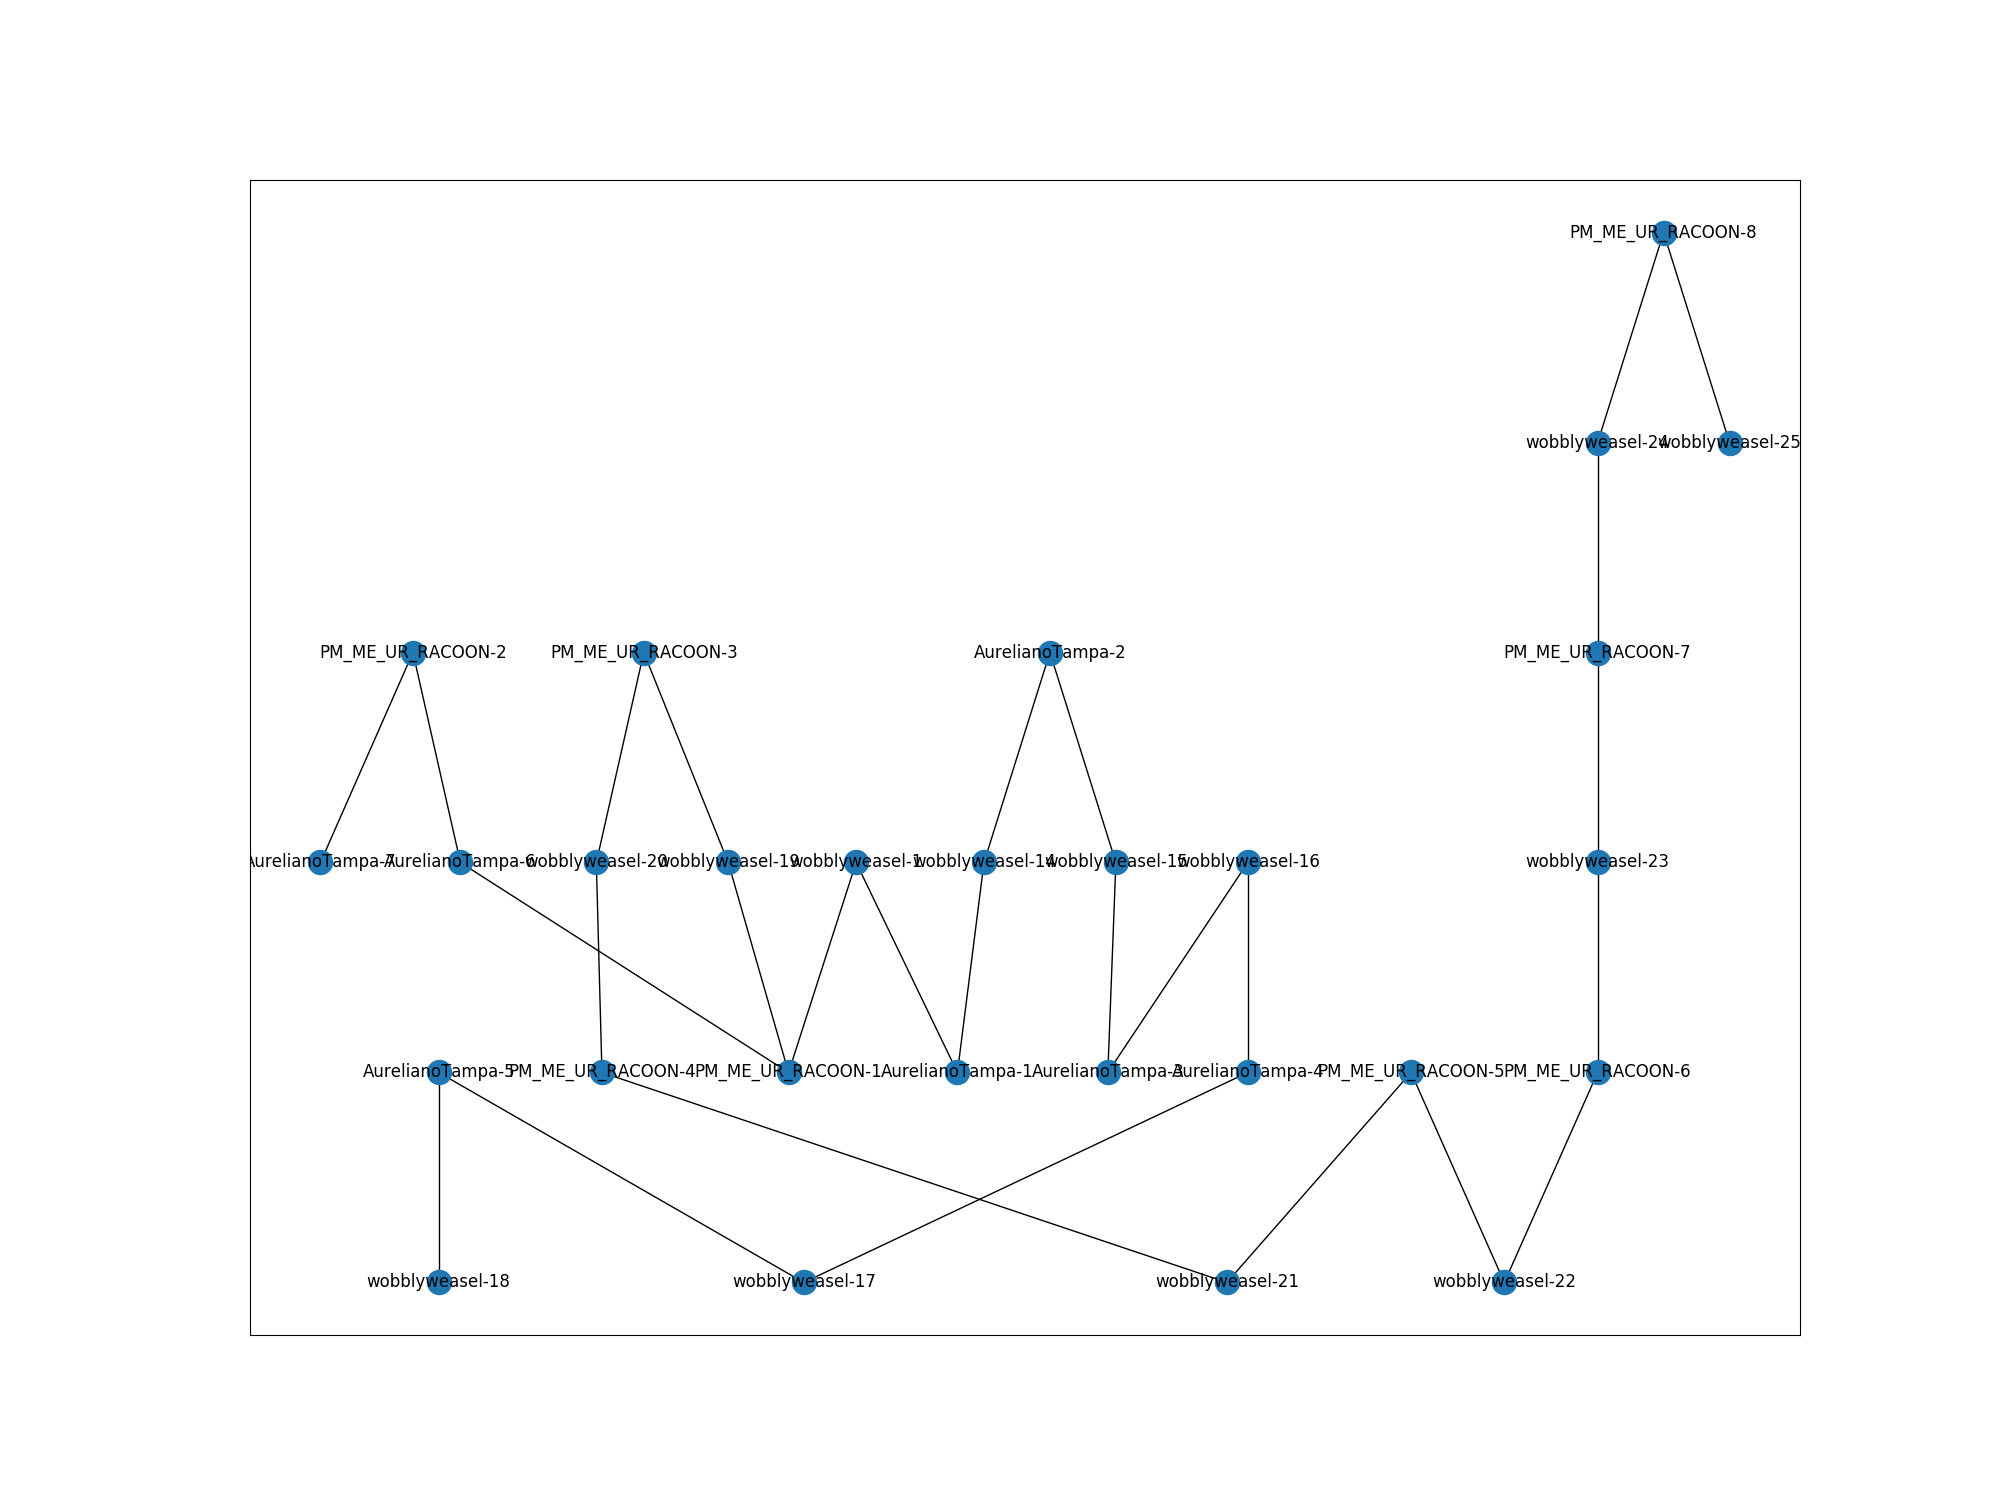 PM_ME_UR_RACOON-8
wobblyweasel-24
wobblyweasel-25
PM_ME_UR_RACOON-2
PM_ME_UR_RACOON-3
AurelianoTampa-2
PM_ME_UR_RACOON-7
AurelianoTampa-7
AurelianoTampa-6
wobblyweasel-20
wobblyweasel-19
wobblyweasel-1
wobblyweasel-14
wobblyweasel-15
wobblyweasel-16
wobblyweasel-23
AurelianoTampa-5
PM_ME_UR_RACOON-4
PM_ME_UR_RACOON-1
AurelianoTampa-1
AurelianoTampa-3
AurelianoTampa-4
PM_ME_UR_RACOON-5
PM_ME_UR_RACOON-6
wobblyweasel-18
wobblyweasel-17
wobblyweasel-21
wobblyweasel-22